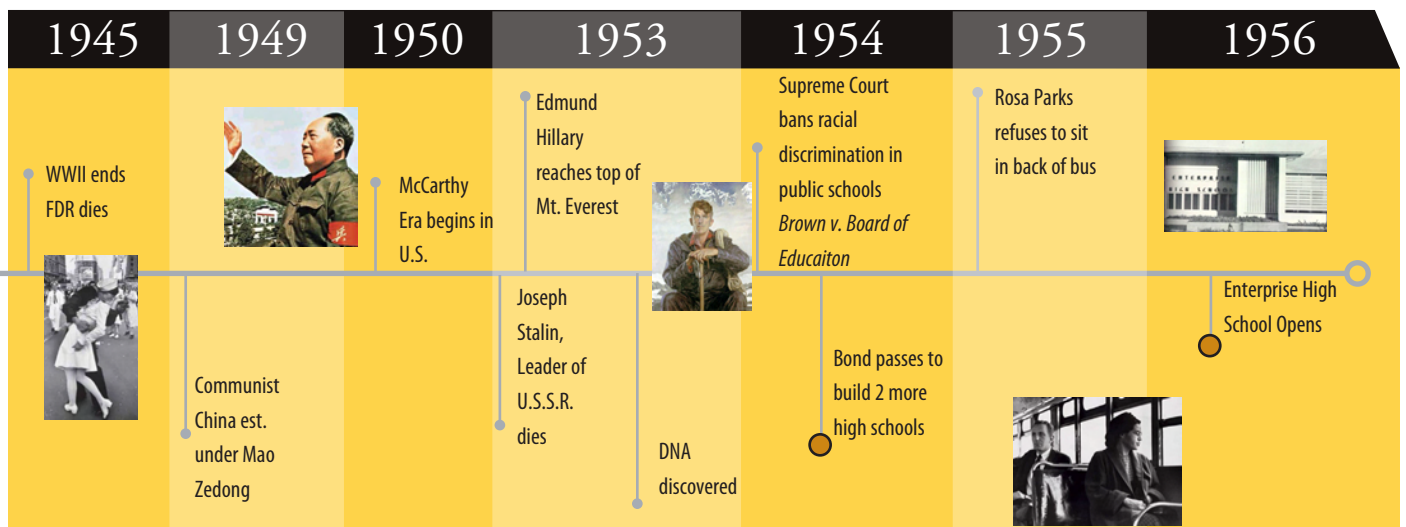 1945
1949
1950
1953
1954
1955
1956
WWII ends
FDR dies
Communist
China est.
under Mao
Zedong
McCarthy
Era begins in
U.S.
Edmund
Hillary
reaches top of
Mt. Everest
Joseph
Stalin,
Leader of
U.S.S.R.
dies
DNA
discovered
Supreme Court
bans racial
discrimination in
public schools
Brown v. Board of
Educaiton
Bond passes to
build 2 more
high schools
Rosa Parks
refuses to sit
in back of bus
ENTERPRISE
HIGH SCHOOL
Enterprise High
School Opens